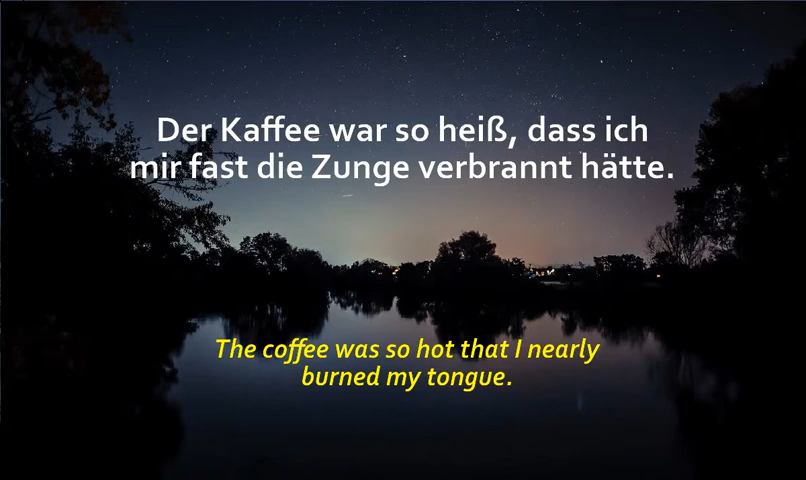 Der Kaffee war so heiß, dass ich
mir fast die Zunge verbrannt hätte.
The coffee was so hot that I nearly
burned my tongue.